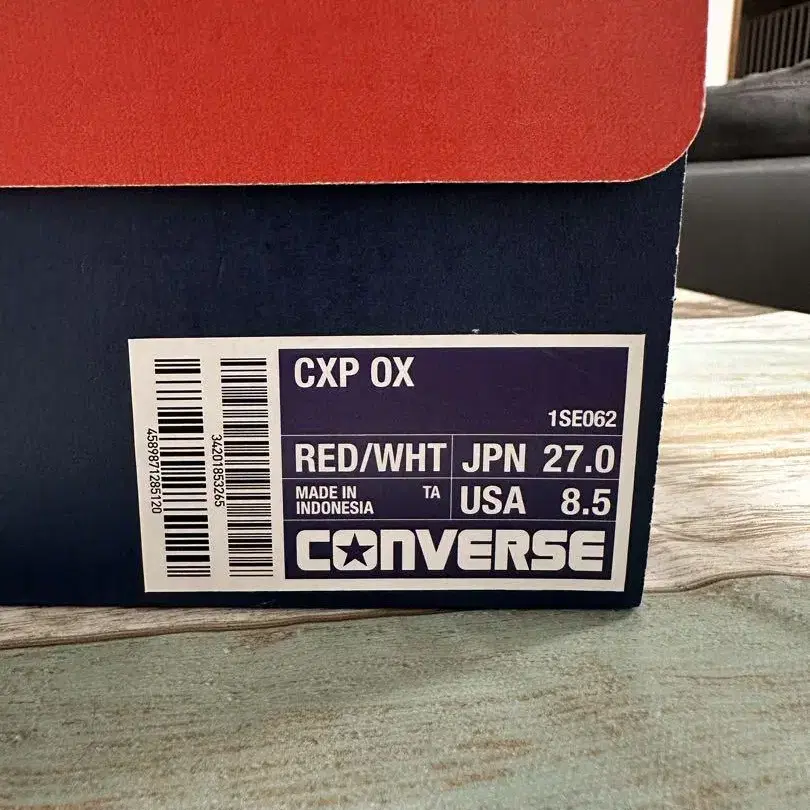 4589871285120
34201853265
CXP OX
1SE062
RED/WHT JPN 27.0
MADE IN INDONESIA TA USA 8.5
CONVERSE